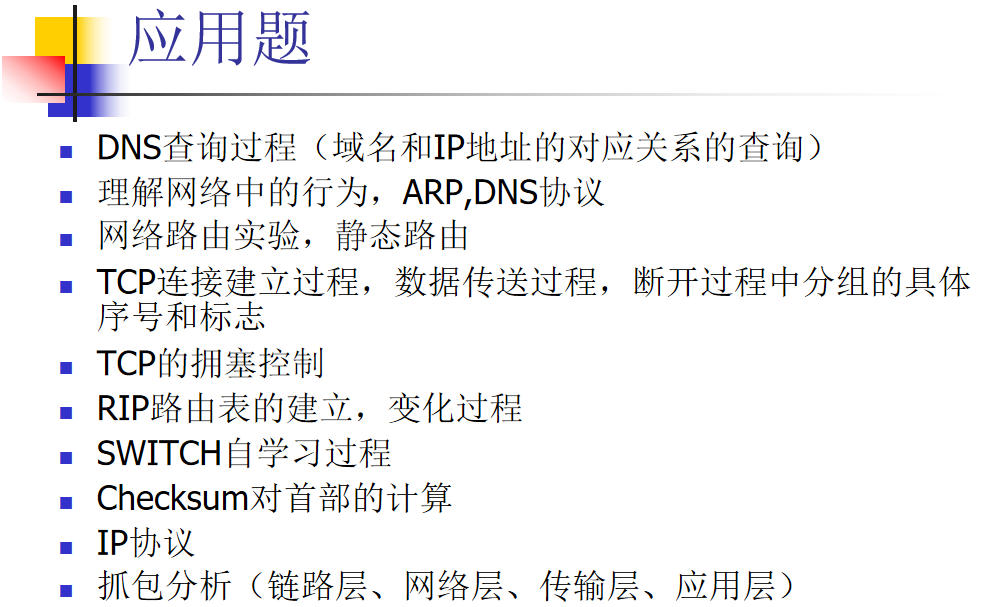 应用题
DNS查询过程（域名和IP地址的对应关系的查询）
理解网络中的行为，ARP,DNS协议
网络路由实验，静态路由
TCP连接建立过程，数据传送过程，断开过程中分组的具体
序号和标志
TCP的拥塞控制
RIP路由表的建立，变化过程
SWITCH自学习过程
Checksum对首部的计算
IP协议
抓包分析（链路层、网络层、传输层、应用层）